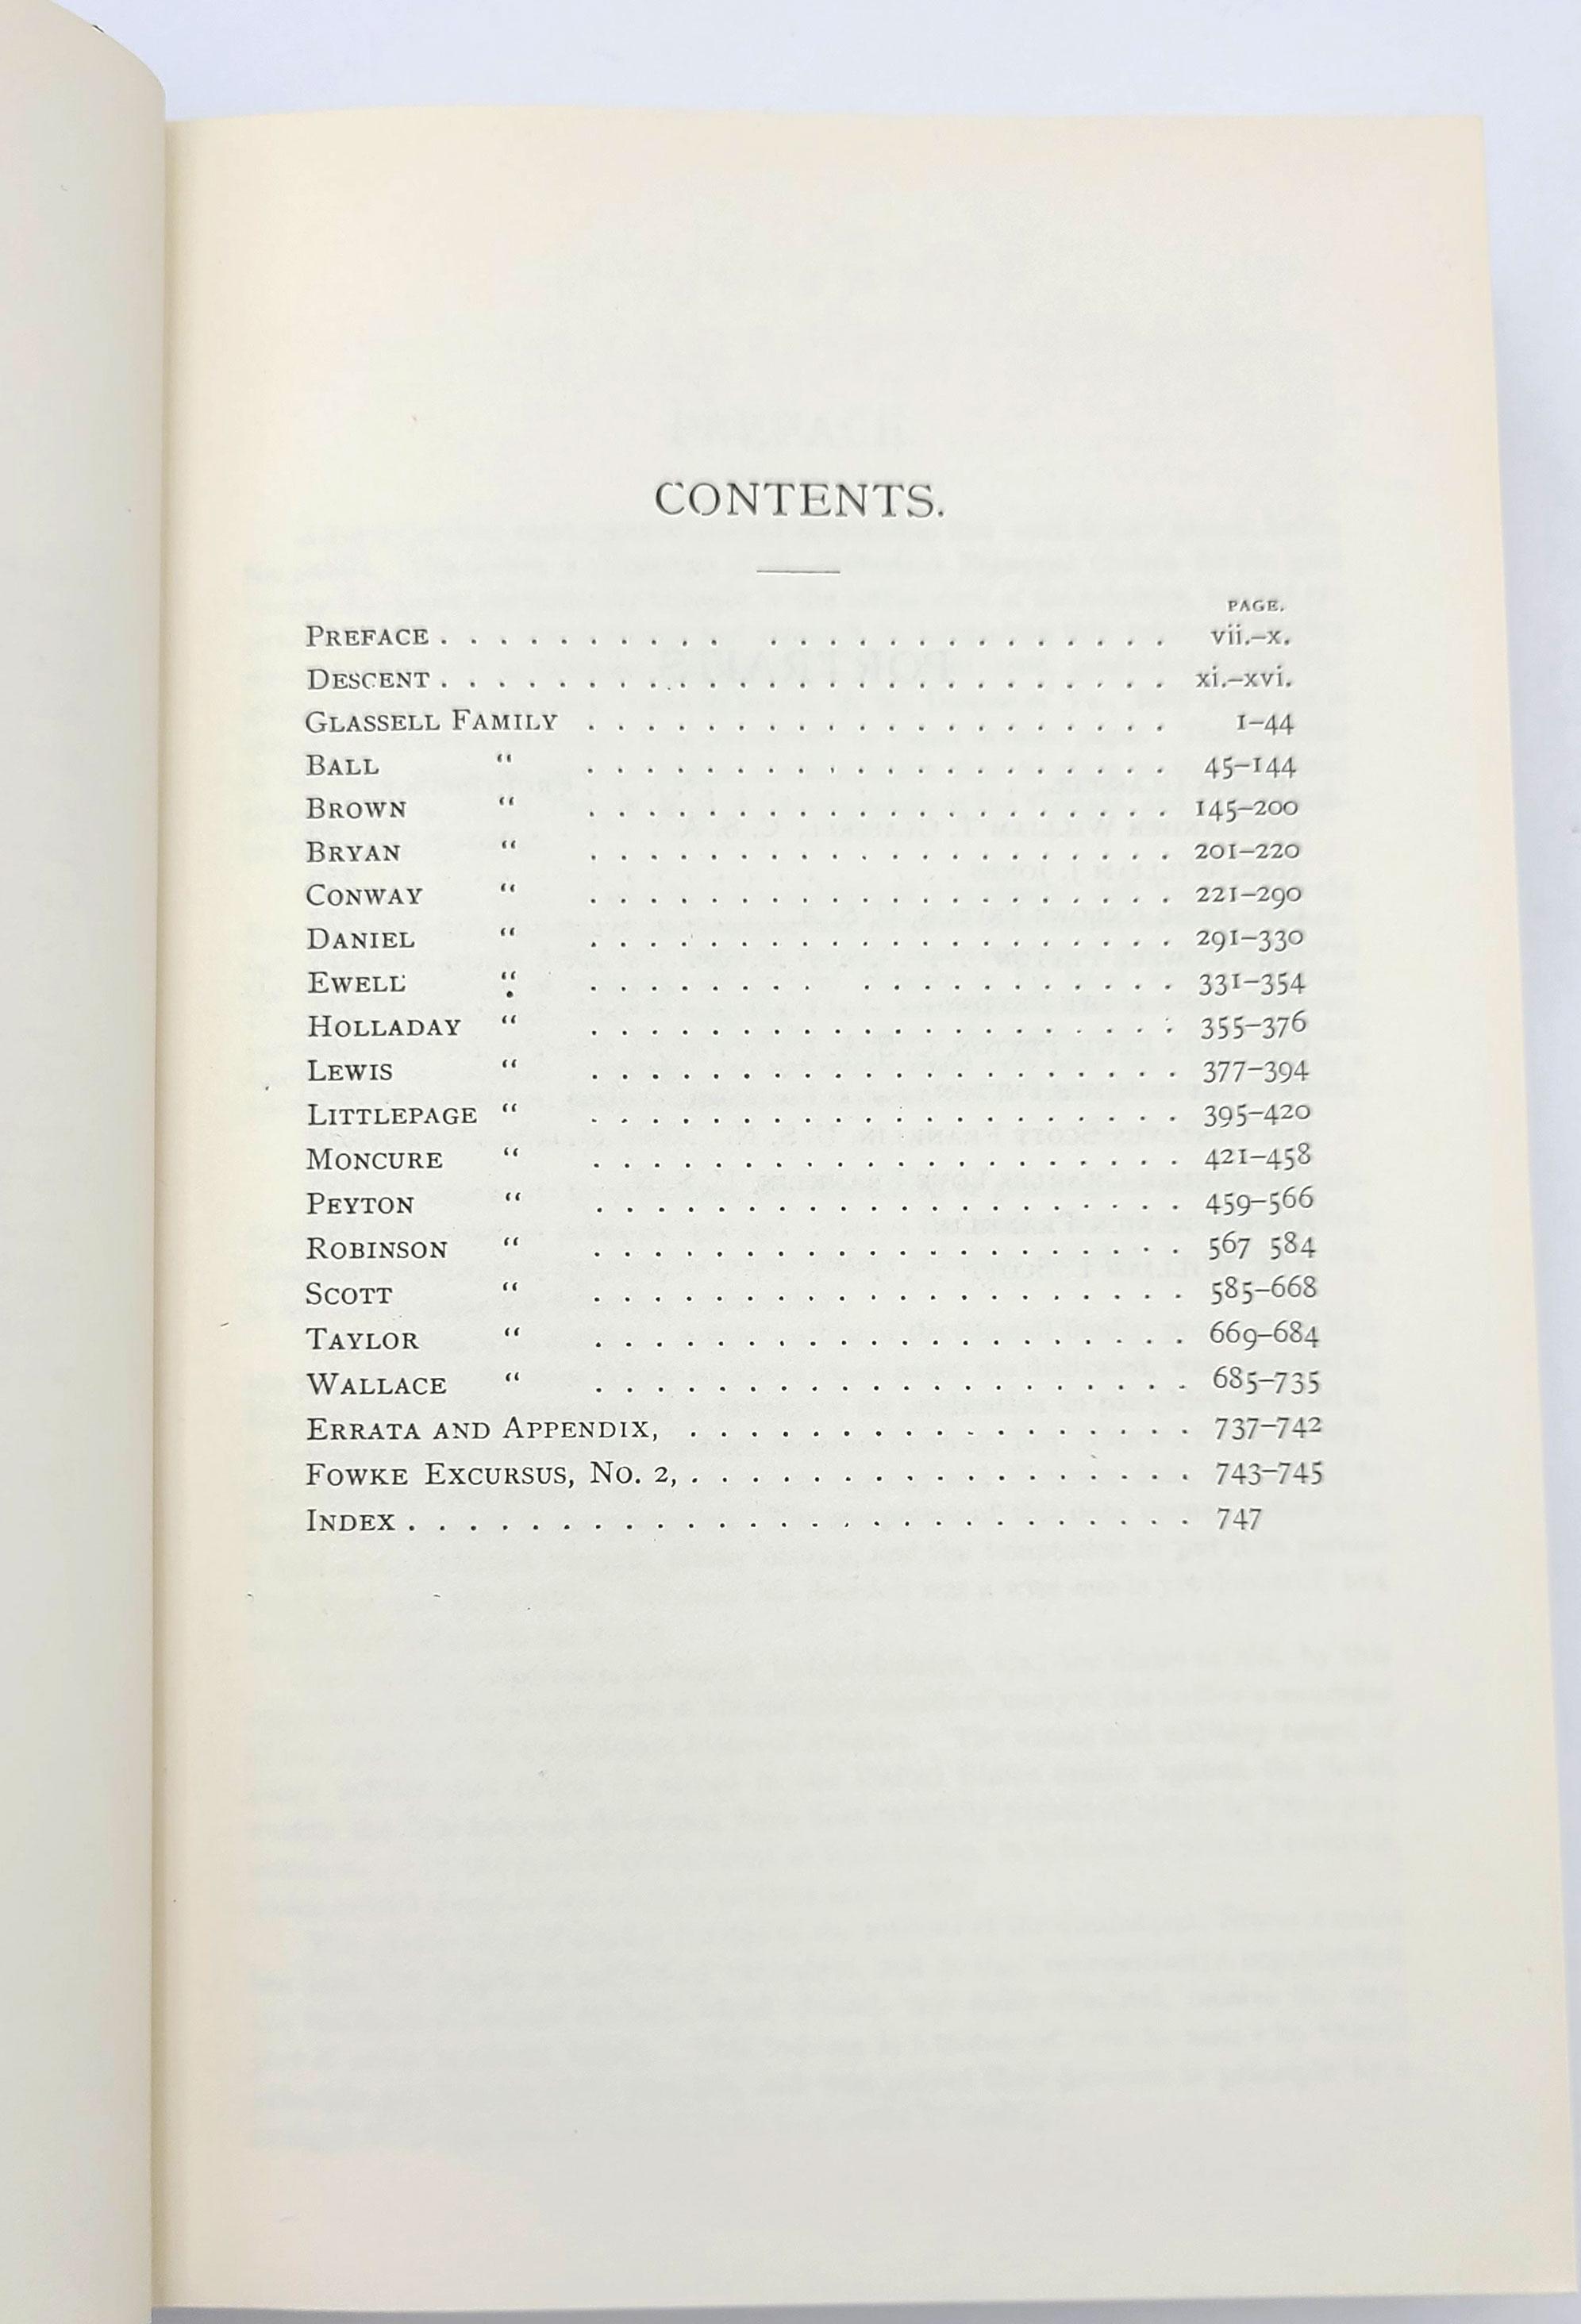 CONTENTS.
PAGE.
PREFACE . . . . . . . . . . . . . . . . . . . . . . . vii.–x.
DESCENT . . . . . . . . . . . . . . . . . . . . . . . . . xi.–xvi.
GLASSELL FAMILY . . . . . . . . . . . . . . . . . . . . 1–44
BALL “ . . . . . . . . . . . . . . . . . . . . 45–144
BROWN “ . . . . . . . . . . . . . . . . . . . . 145–200
BRYAN “ . . . . . . . . . . . . . . . . . . . . 201–220
CONWAY “ . . . . . . . . . . . . . . . . . . . . 221–290
DANIEL “ . . . . . . . . . . . . . . . . . . . . 291–330
EWELL “ . . . . . . . . . . . . . . . . . . . 331–354
HOLLADAY “ . . . . . . . . . . . . . . . . . . . . 355–376
LEWIS “ . . . . . . . . . . . . . . . . . . . . 377–394
LITTLEPAGE “ . . . . . . . . . . . . . . . . . . . . 395–420
MONCURE “ . . . . . . . . . . . . . . . . . . . . 421–458
PEYTON “ . . . . . . . . . . . . . . . . . . . . 459–566
ROBINSON “ . . . . . . . . . . . . . . . . . . . . 567 584
SCOTT “ . . . . . . . . . . . . . . . . . . . . 585–668
TAYLOR “ . . . . . . . . . . . . . . . . . . . . 669–684
WALLACE “ . . . . . . . . . . . . . . . . . . . . 685–735
ERRATA AND APPENDIX, . . . . . . . . . . . . . . . . . 737–742
FOWKE EXCURSUS, No. 2, . . . . . . . . . . . . . . . . . 743–745
INDEX . . . . . . . . . . . . . . . . . . . . . . . . . . . 747